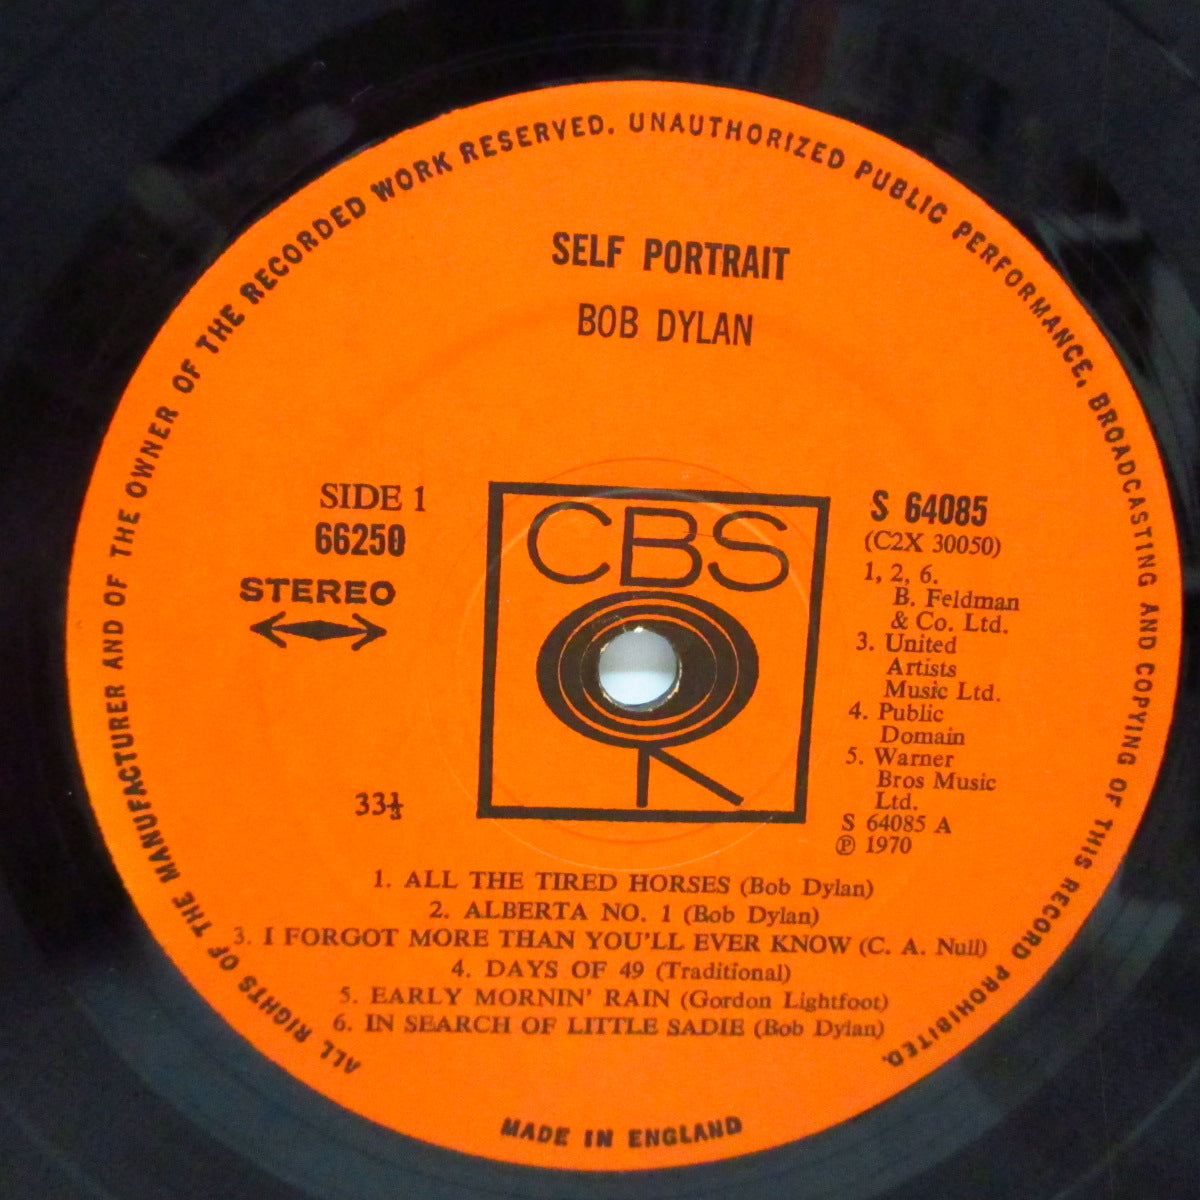 ALL RIGHTS OF THE MANUFACTURER AND OF THE OWNER OF THE RECORDED WORK RESERVED. UNAUTHORIZED PUBLIC PERFORMANCE, BROADCASTING AND COPYING OF THIS RECORD PROHIBITED.
SELF PORTRAIT
BOB DYLAN
SIDE 1
66250
STEREO
33⅓
CBS
S 64085
(C2X 30050)
1, 2, 6.
B. Feldman
& Co. Ltd.
3. United
Artists
Music Ltd.
4. Public
Domain
5. Warner
Bros Music
Ltd.
S 64085 A
℗ 1970
1. ALL THE TIRED HORSES (Bob Dylan)
2. ALBERTA NO. 1 (Bob Dylan)
3. I FORGOT MORE THAN YOU'LL EVER KNOW (C. A. Null)
4. DAYS OF 49 (Traditional)
5. EARLY MORNIN' RAIN (Gordon Lightfoot)
6. IN SEARCH OF LITTLE SADIE (Bob Dylan)
MADE IN ENGLAND